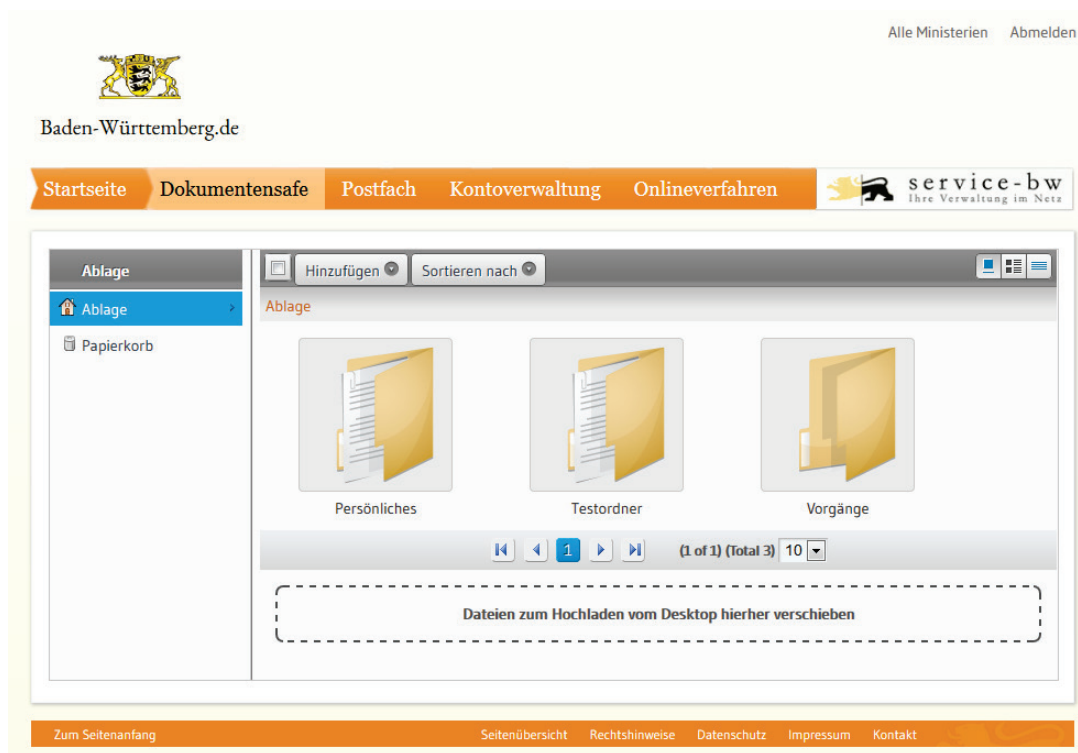 Alle Ministerien Abmelden
Baden-Württemberg.de
Startseite Dokumentensafe Postfach Kontoverwaltung Onlineverfahren
service-bw
Ihre Verwaltung im Netz
Ablage
Hinzufügen Sortieren nach
Ablage
Ablage
Papierkorb
Persönliches Testordner Vorgänge
1 (1 of 1) (Total 3) 10
Dateien zum Hochladen vom Desktop hierher verschieben
Zum Seitenanfang Seitenübersicht Rechtshinweise Datenschutz Impressum Kontakt